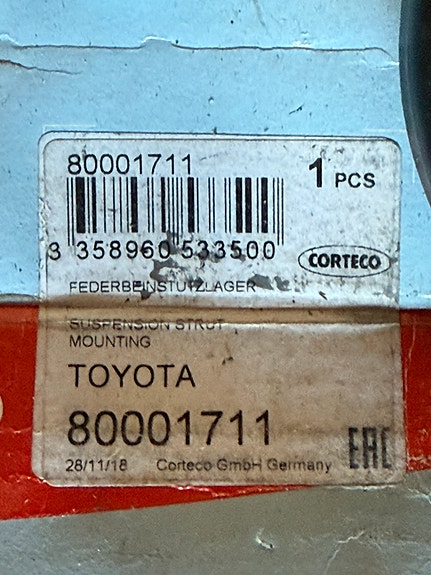 80001711
1 PCS
3 358960 533500
CORTECO
FEDERBEINSTUTZLAGER
SUSPENSION STRUT
MOUNTING
TOYOTA
80001711
28/11/18 Corteco GmbH Germany
EAC